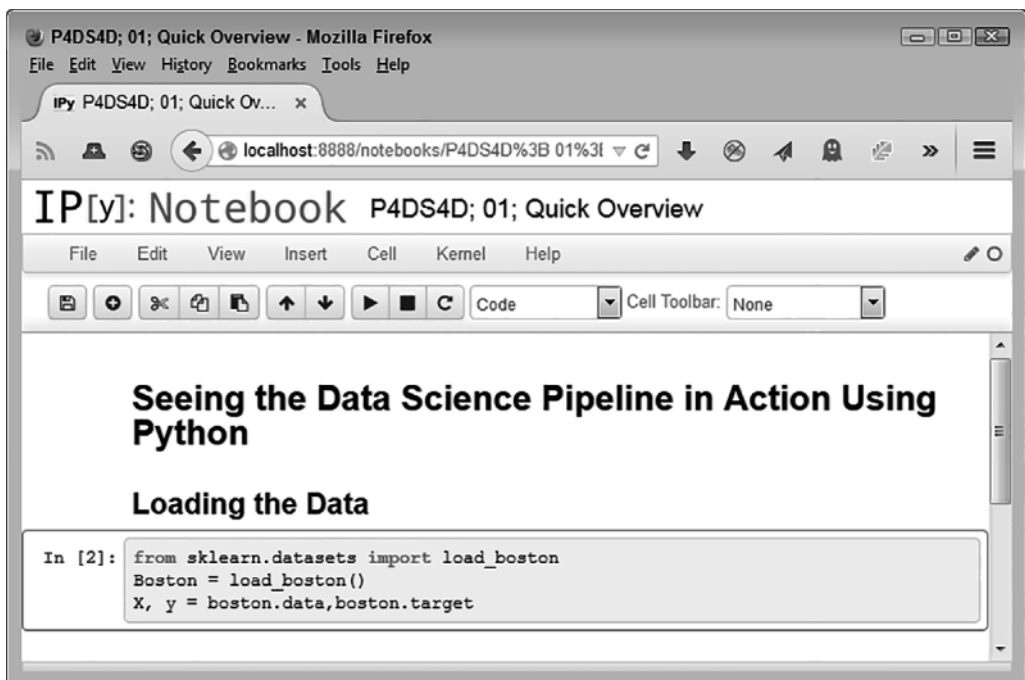 P4DS4D; 01; Quick Overview - Mozilla Firefox
File Edit View History Bookmarks Tools Help
IPy P4DS4D; 01; Quick Ov... ×
localhost:8888/notebooks/P4DS4D%3B 01%3
IP[y]: Notebook P4DS4D; 01; Quick Overview
File Edit View Insert Cell Kernel Help
Code Cell Toolbar: None
Seeing the Data Science Pipeline in Action Using
Python
Loading the Data
In [2]: from sklearn.datasets import load_boston
Boston = load_boston()
X, y = boston.data,boston.target